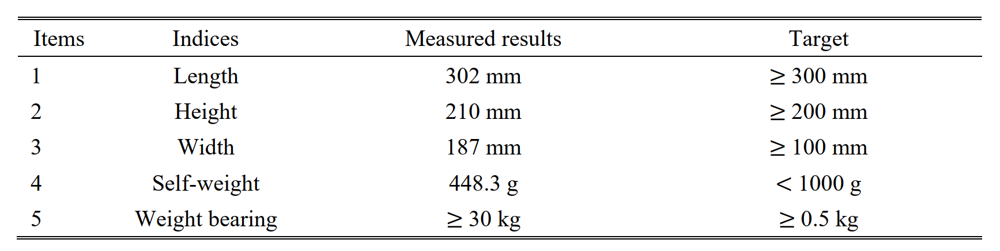 Items Indices Measured results Target
1 Length 302 mm ≥ 300 mm
2 Height 210 mm ≥ 200 mm
3 Width 187 mm ≥ 100 mm
4 Self-weight 448.3 g < 1000 g
5 Weight bearing ≥ 30 kg ≥ 0.5 kg